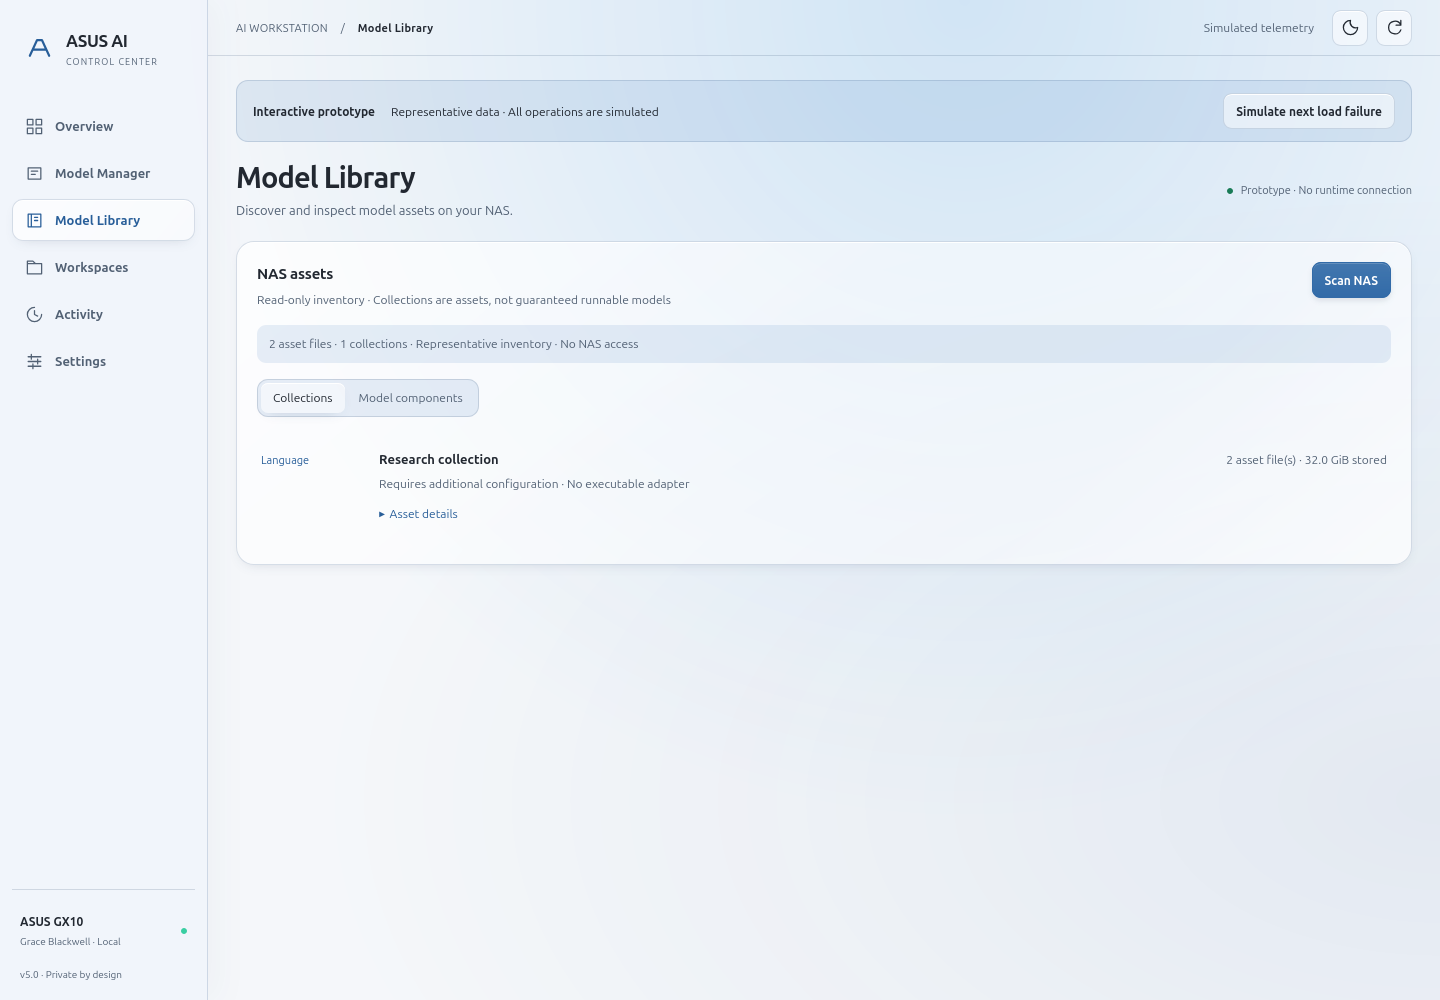 ASUS AI
CONTROL CENTER
Overview
Model Manager
Model Library
Workspaces
Activity
Settings
ASUS GX10
Grace Blackwell · Local
v5.0 · Private by design
AI WORKSTATION / Model Library
Simulated telemetry
Interactive prototype Representative data · All operations are simulated
Simulate next load failure
Model Library
Discover and inspect model assets on your NAS.
Prototype · No runtime connection
NAS assets
Read-only inventory · Collections are assets, not guaranteed runnable models
Scan NAS
2 asset files · 1 collections · Representative inventory · No NAS access
Collections Model components
Language
Research collection
2 asset file(s) · 32.0 GiB stored
Requires additional configuration · No executable adapter
▸ Asset details